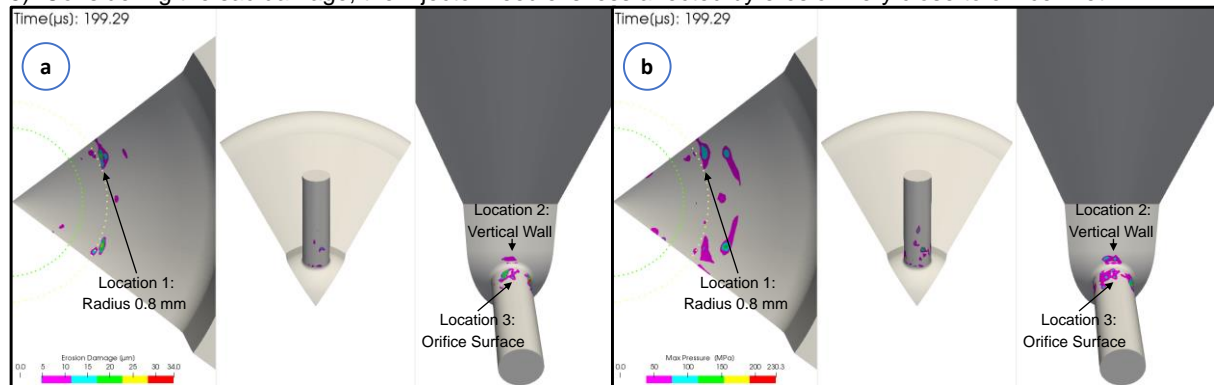 Time(µs): 199.29
a
Location 1:
Radius 0.8 mm
Location 2:
Vertical Wall
Location 3:
Orifice Surface
Erosion Damage (µm)
0.0 5 10 15 20 30 34.0
Time(µs): 199.29
b
Location 1:
Radius 0.8 mm
Location 2:
Vertical Wall
Location 3:
Orifice Surface
Max Pressure (MPa)
0.0 50 100 150 200 230.3